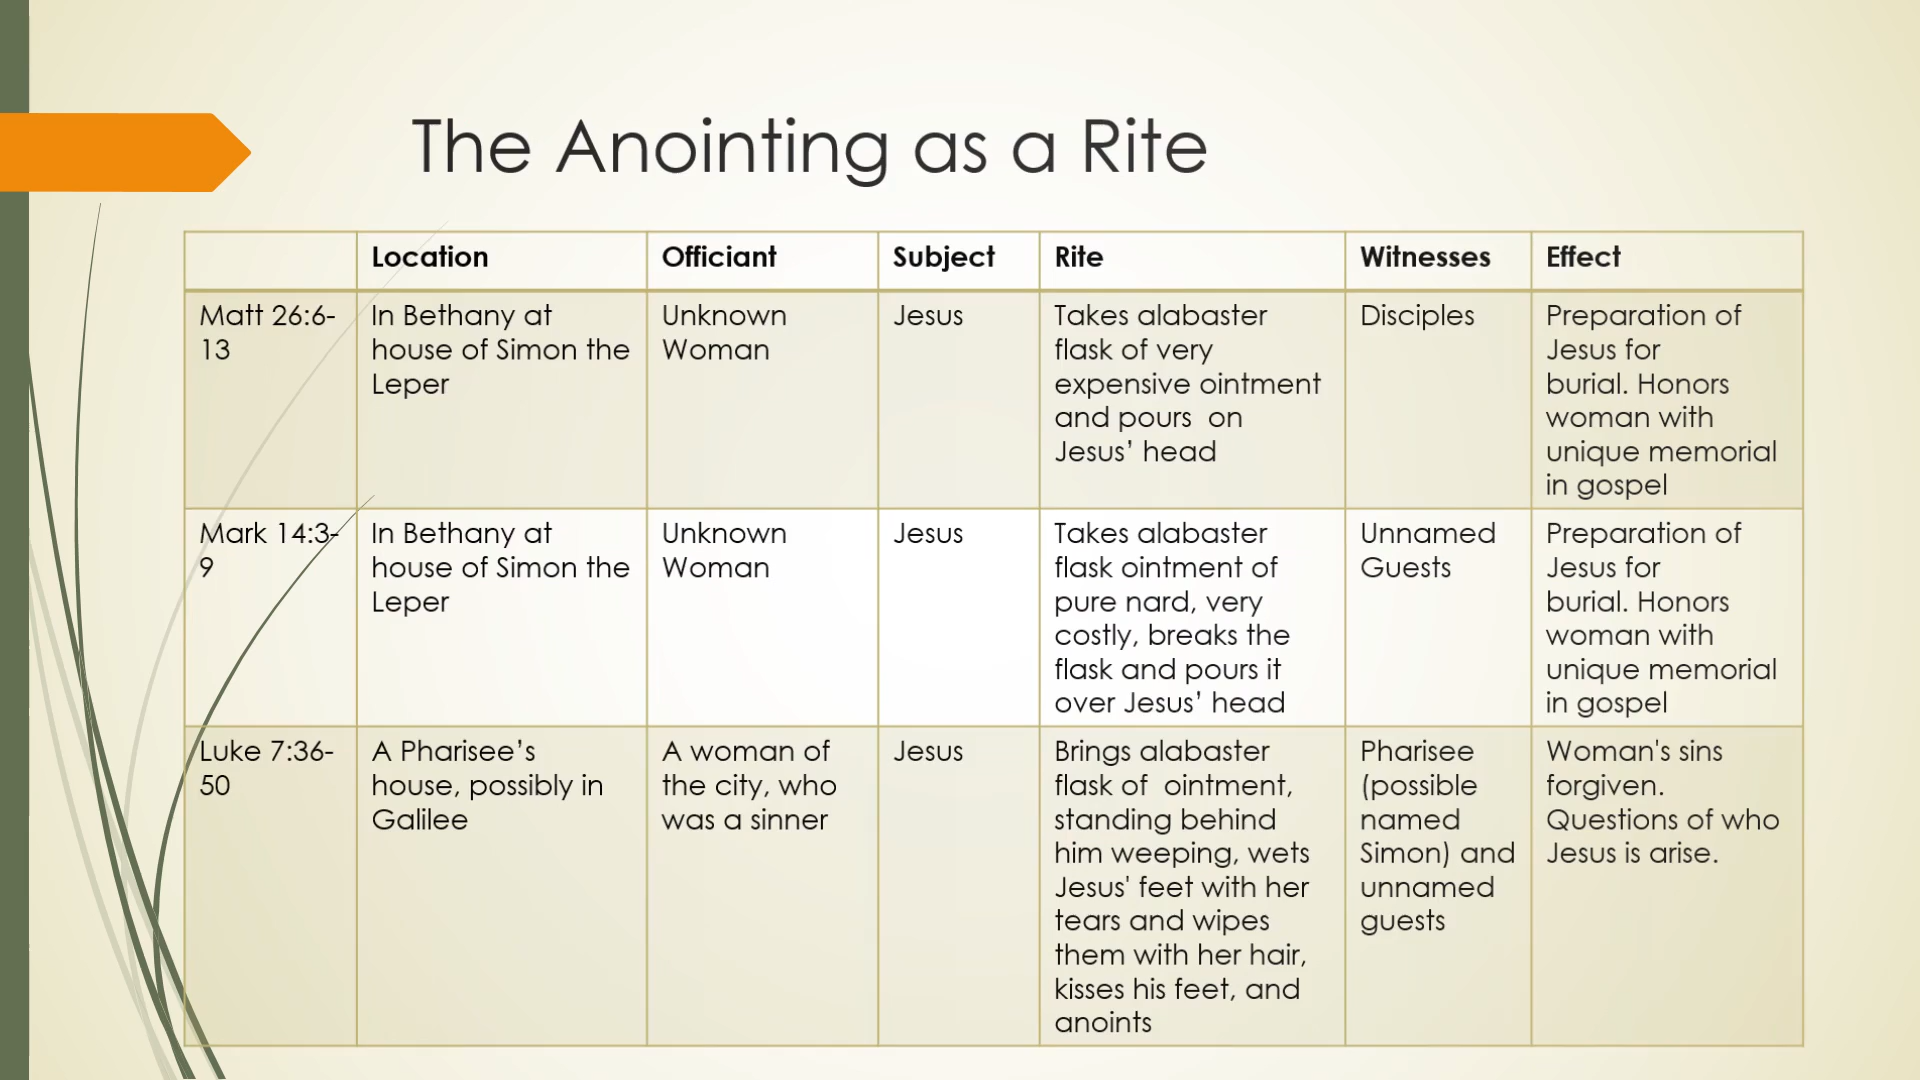 The Anointing as a Rite
Location
Officiant
Subject
Rite
Witnesses
Effect
Matt 26:6-
13
In Bethany at
house of Simon the
Leper
Unknown
Woman
Jesus
Takes alabaster
flask of very
expensive ointment
and pours  on
Jesus’ head
Disciples
Preparation of
Jesus for
burial. Honors
woman with
unique memorial
in gospel
Mark 14:3-
9
In Bethany at
house of Simon the
Leper
Unknown
Woman
Jesus
Takes alabaster
flask ointment of
pure nard, very
costly, breaks the
flask and pours it
over Jesus’ head
Unnamed
Guests
Preparation of
Jesus for
burial. Honors
woman with
unique memorial
in gospel
Luke 7:36-
50
A Pharisee’s
house, possibly in
Galilee
A woman of
the city, who
was a sinner
Jesus
Brings alabaster
flask of  ointment,
standing behind
him weeping, wets
Jesus' feet with her
tears and wipes
them with her hair,
kisses his feet, and
anoints
Pharisee
(possible
named
Simon) and
unnamed
guests
Woman's sins
forgiven.
Questions of who
Jesus is arise.